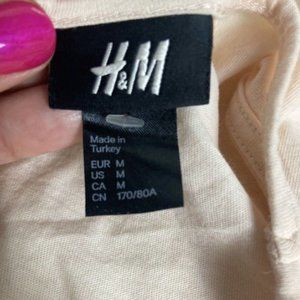 H&M
Made in
Turkey
EUR M
US M
CA M
CN 170/80A